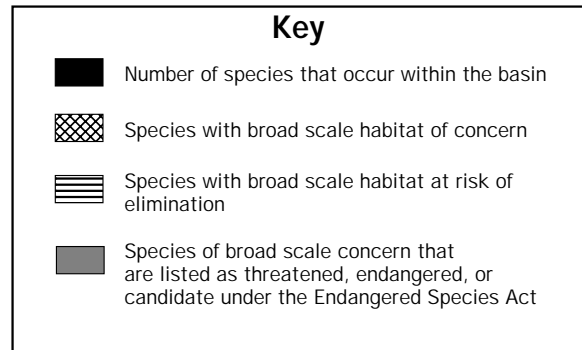 Key
Number of species that occur within the basin
Species with broad scale habitat of concern
Species with broad scale habitat at risk of
elimination
Species of broad scale concern that
are listed as threatened, endangered, or
candidate under the Endangered Species Act